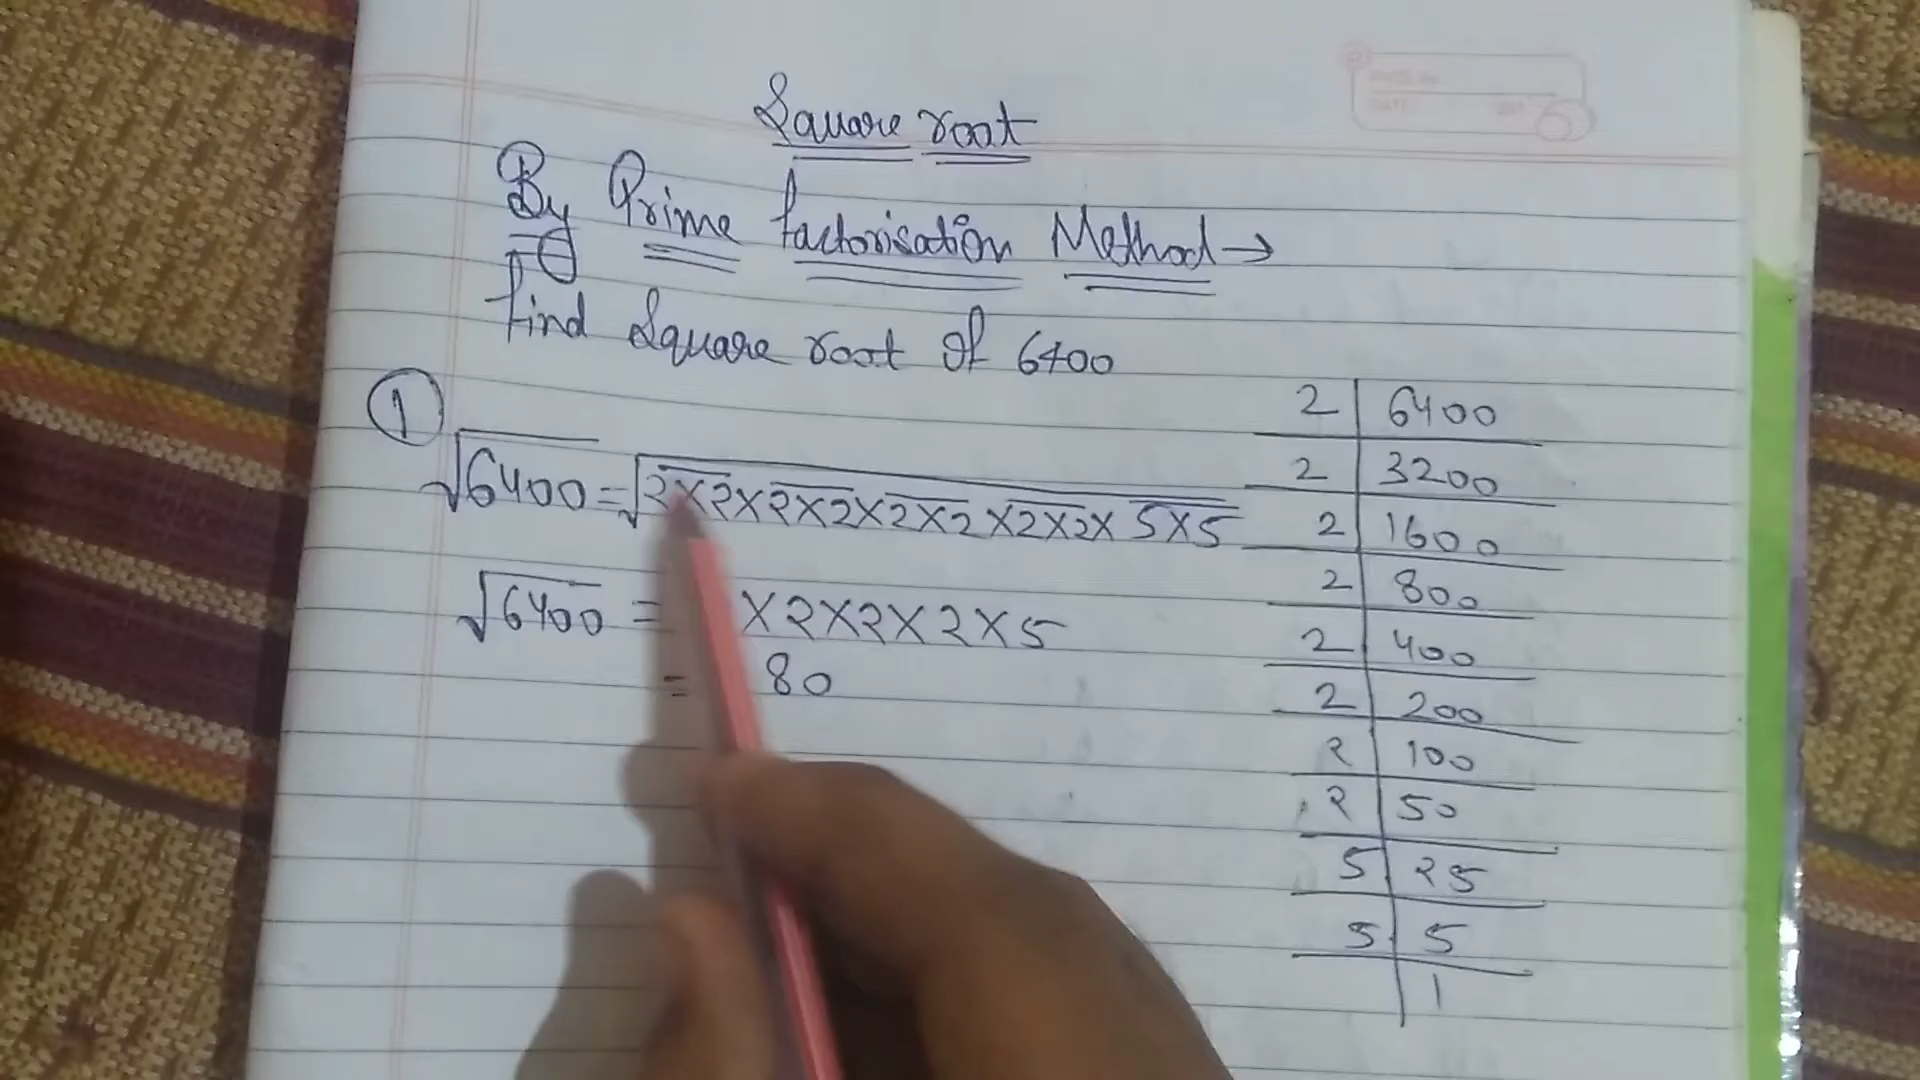 Square root
By Prime factorisation Method →
find Square root of 6400
①
√6400 = √2×2×2×2×2×2×2×2×5×5
√6400 = ×2×2×2×5
= 80
2 | 6400
2 | 3200
2 | 1600
2 | 800
2 | 400
2 | 200
2 | 100
2 | 50
5 | 25
5 | 5
| 1